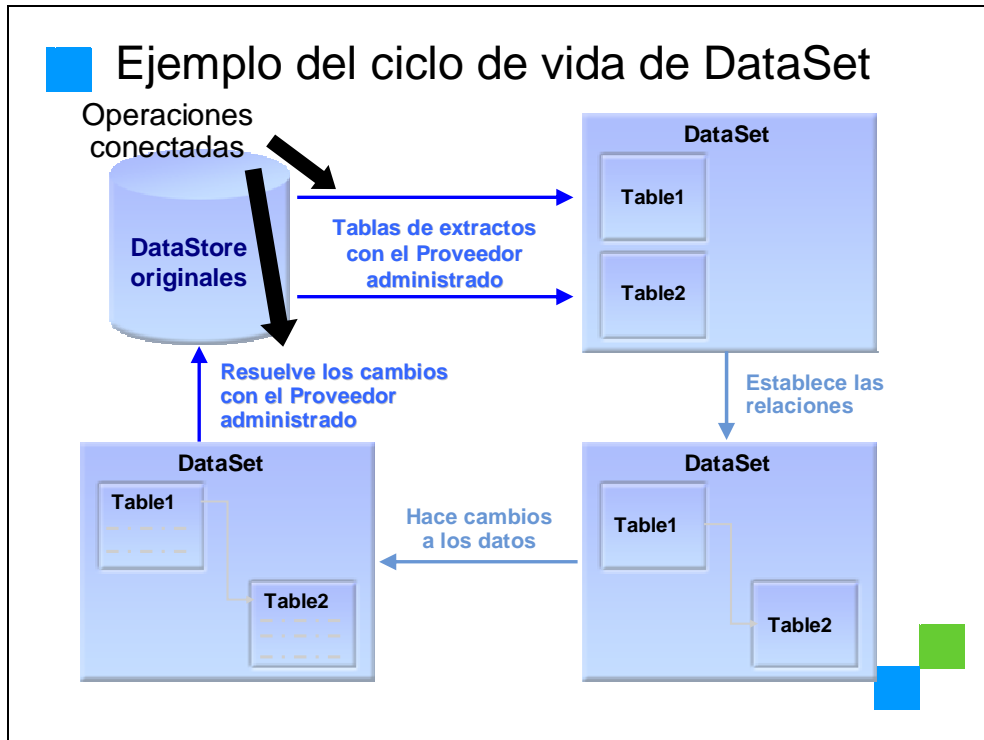 Ejemplo del ciclo de vida de DataSet
Operaciones
conectadas
DataStore
originales
Tablas de extractos
con el Proveedor
administrado
DataSet
Table1
Table2
Establece las
relaciones
DataSet
Table1
Table2
Hace cambios
a los datos
DataSet
Table1
Table2
Resuelve los cambios
con el Proveedor
administrado